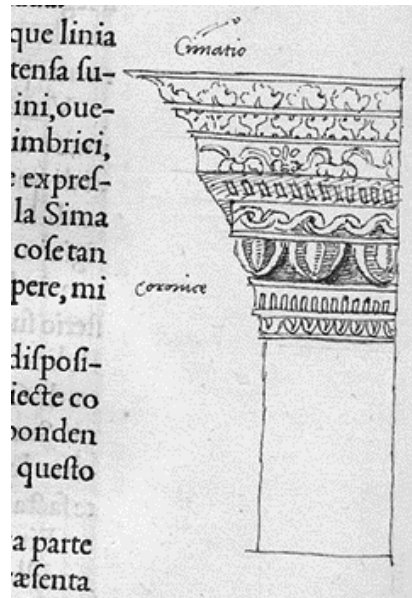 que linia
tensa su-
ini, oue-
imbrici,
expres-
la Sima
cose tan
pere, mi
disposi-
iecte co
ponden
questo
a parte
æsenta
Cimatio
coronice